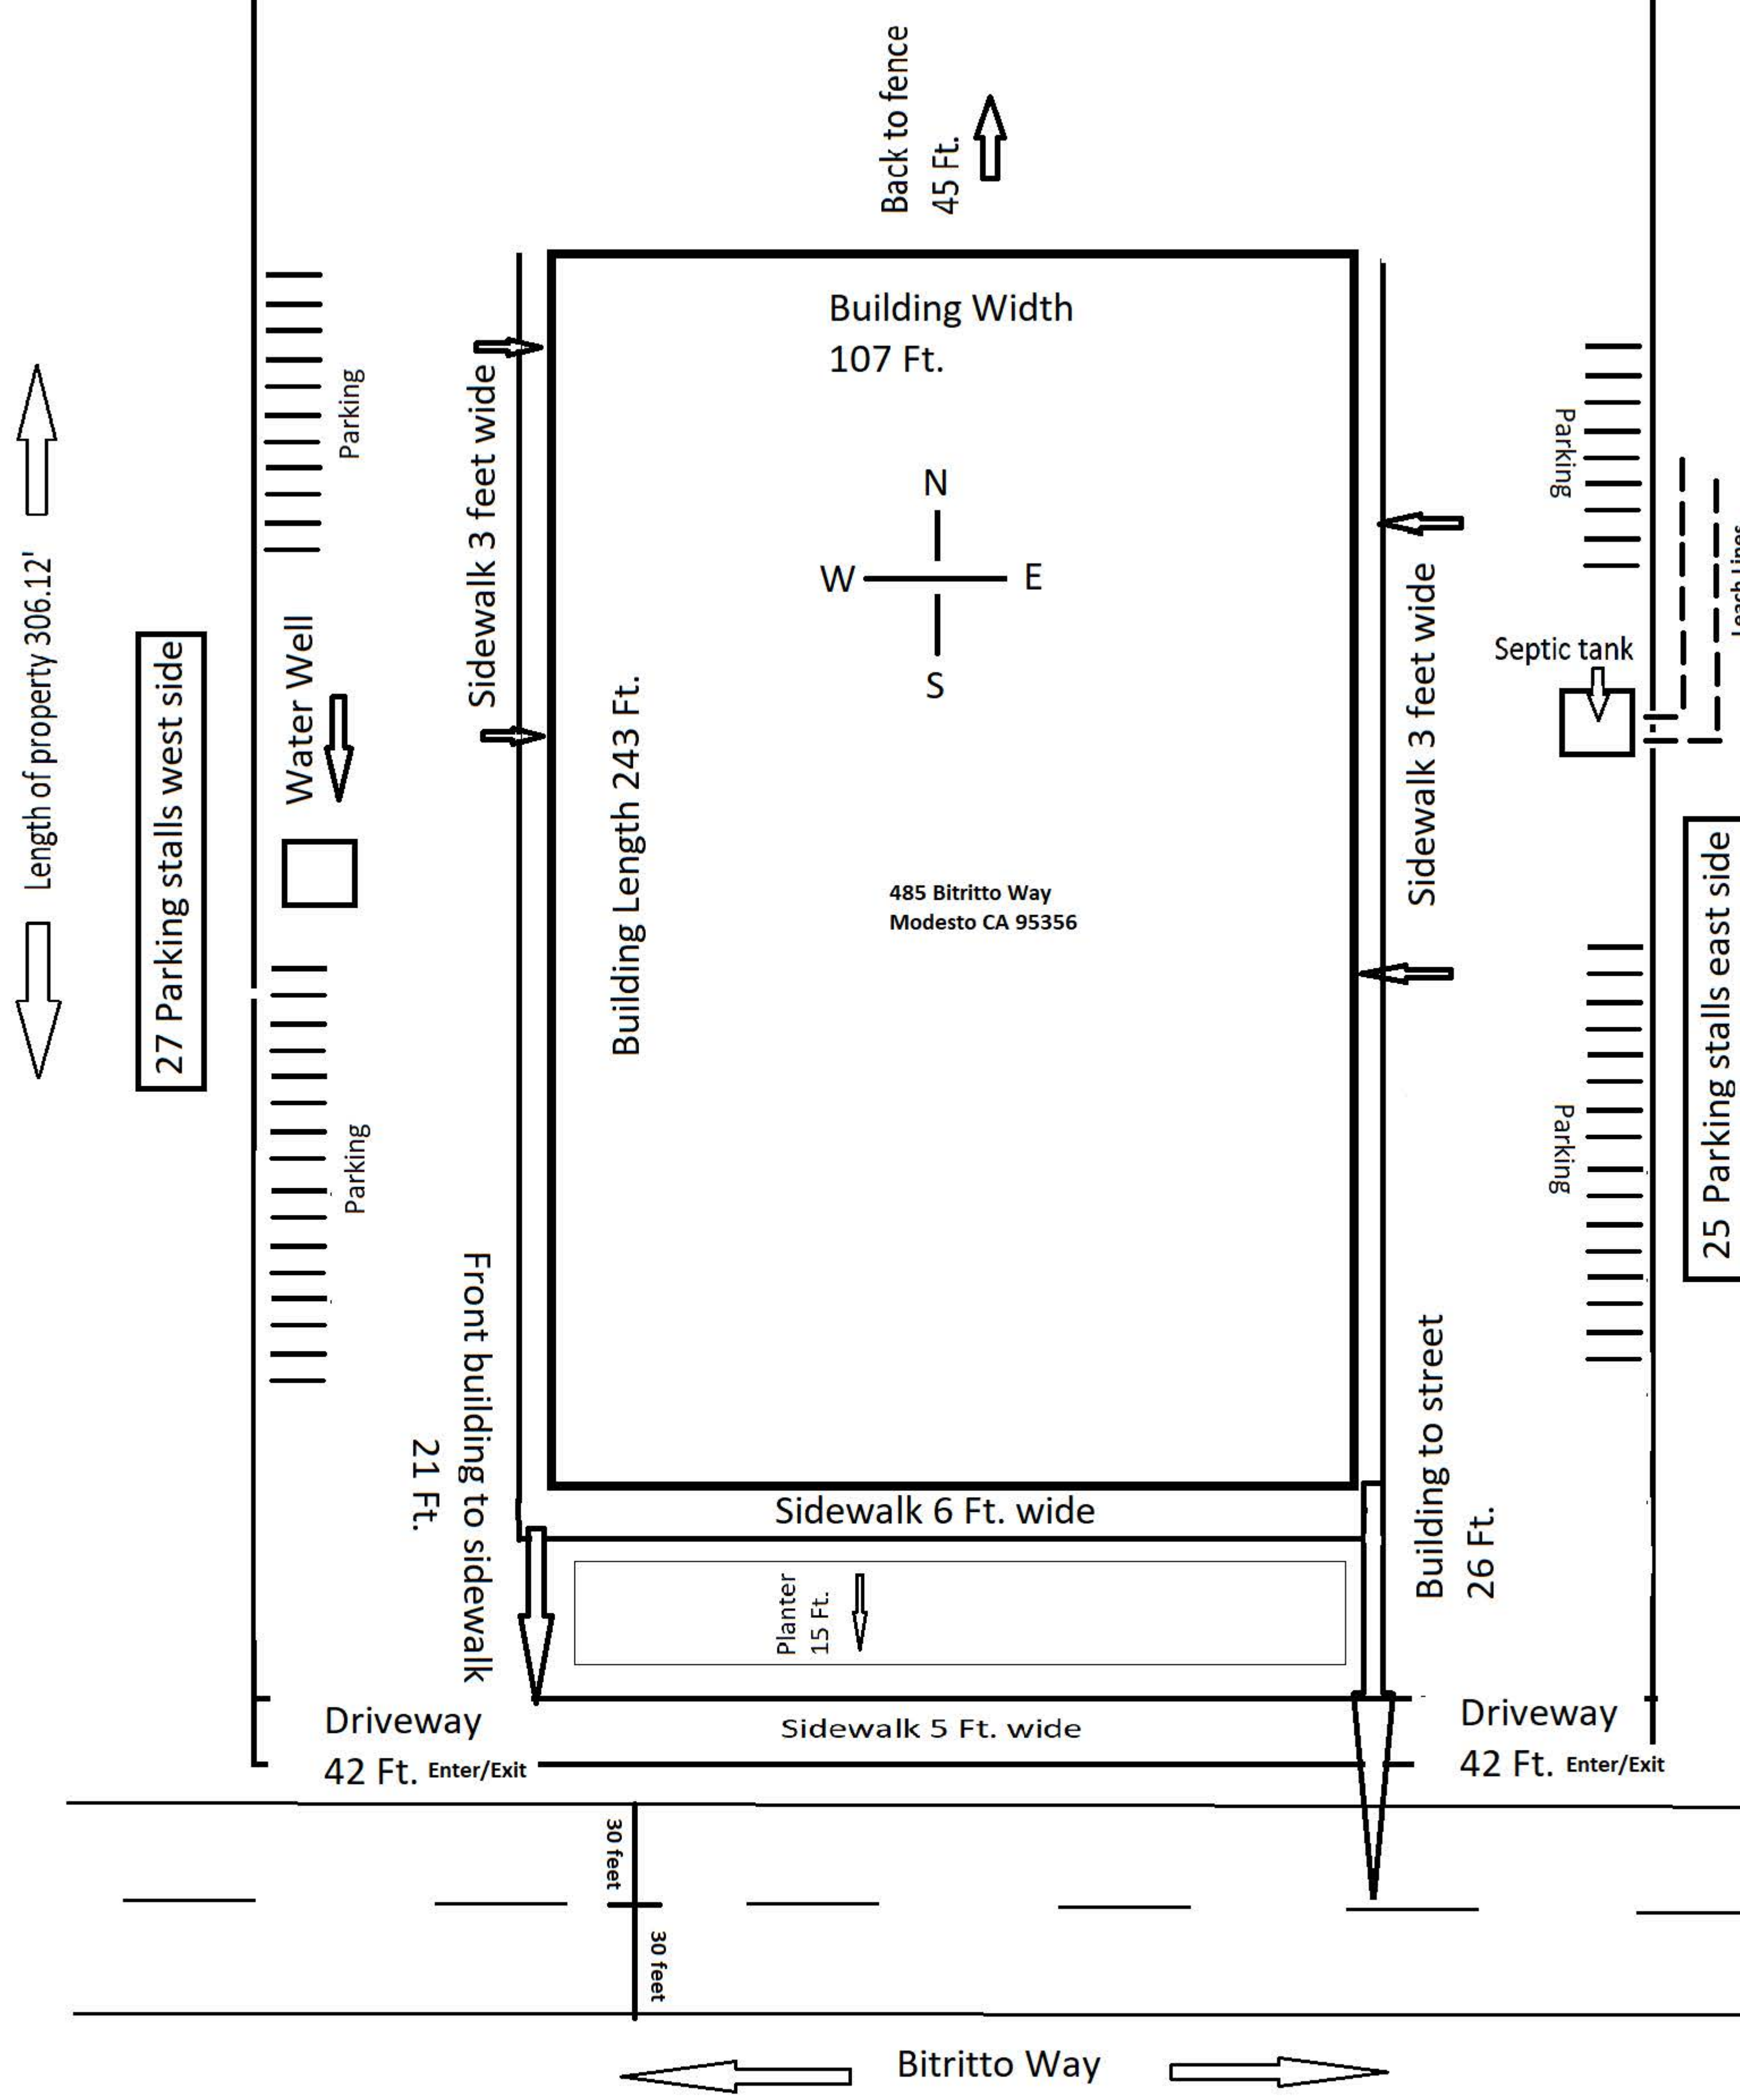 Back to fence
45 Ft.
Building Width
107 Ft.
Parking
Parking
Sidewalk 3 feet wide
N
W
E
S
Length of property 306.12'
27 Parking stalls west side
Water Well
Building Length 243 Ft.
Sidewalk 3 feet wide
Septic tank
Leach lines
485 Bitritto Way
Modesto CA 95356
25 Parking stalls east side
Parking
Parking
Front building to sidewalk
21 Ft.
Building to street
26 Ft.
Sidewalk 6 Ft. wide
Planter
15 Ft.
Driveway
42 Ft. Enter/Exit
Sidewalk 5 Ft. wide
Driveway
42 Ft. Enter/Exit
30 feet
30 feet
Bitritto Way